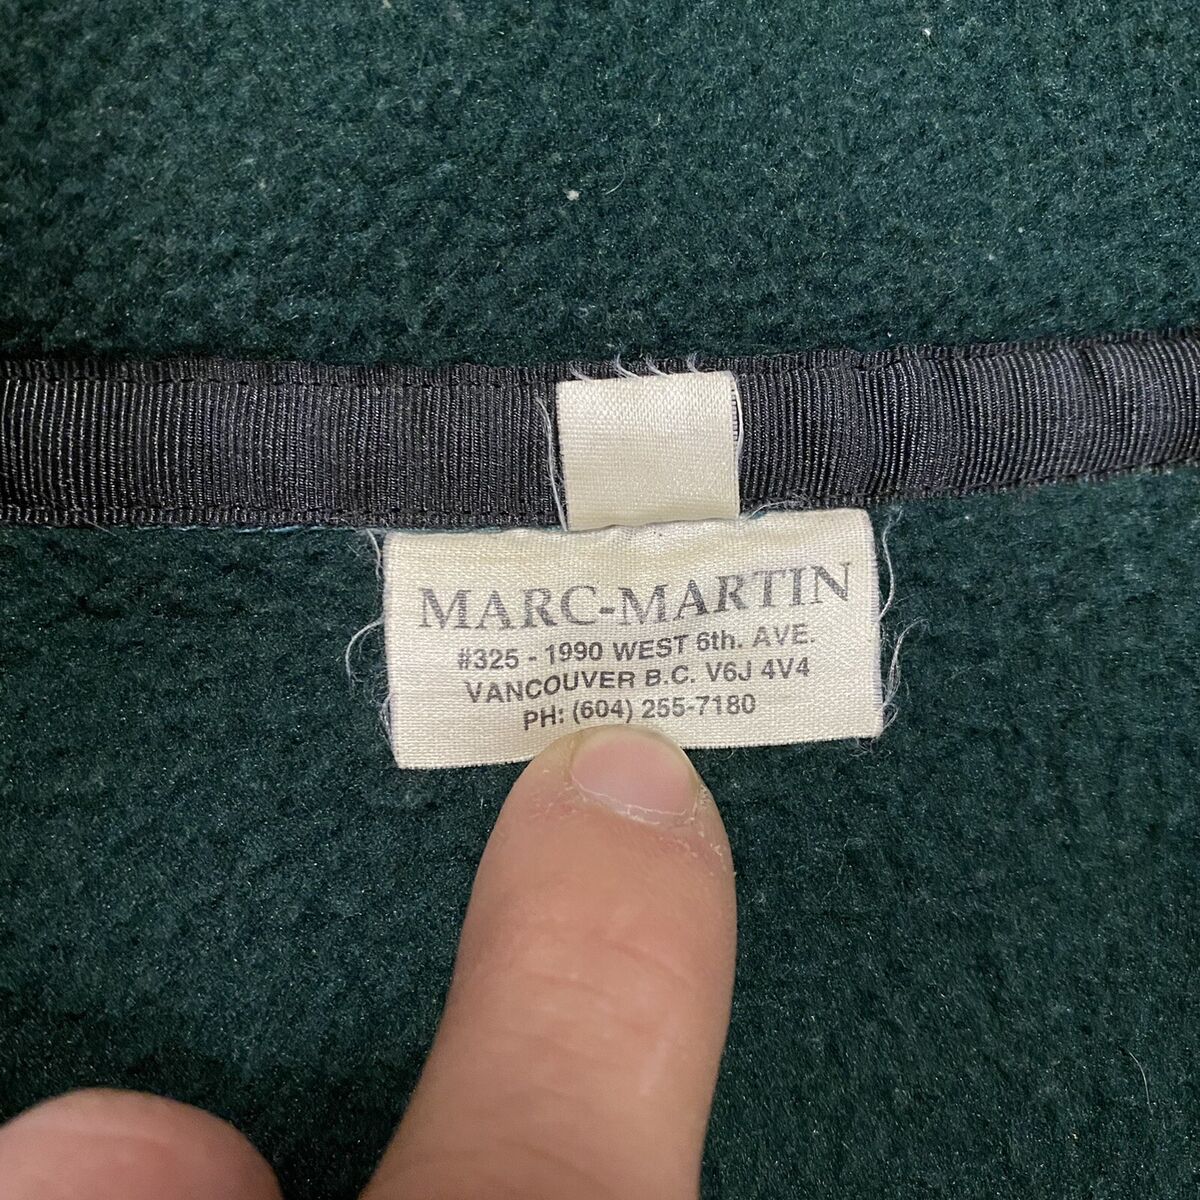 MARC-MARTIN
#325 - 1990 WEST 6th. AVE.
VANCOUVER B.C. V6J 4V4
PH: (604) 255-7180